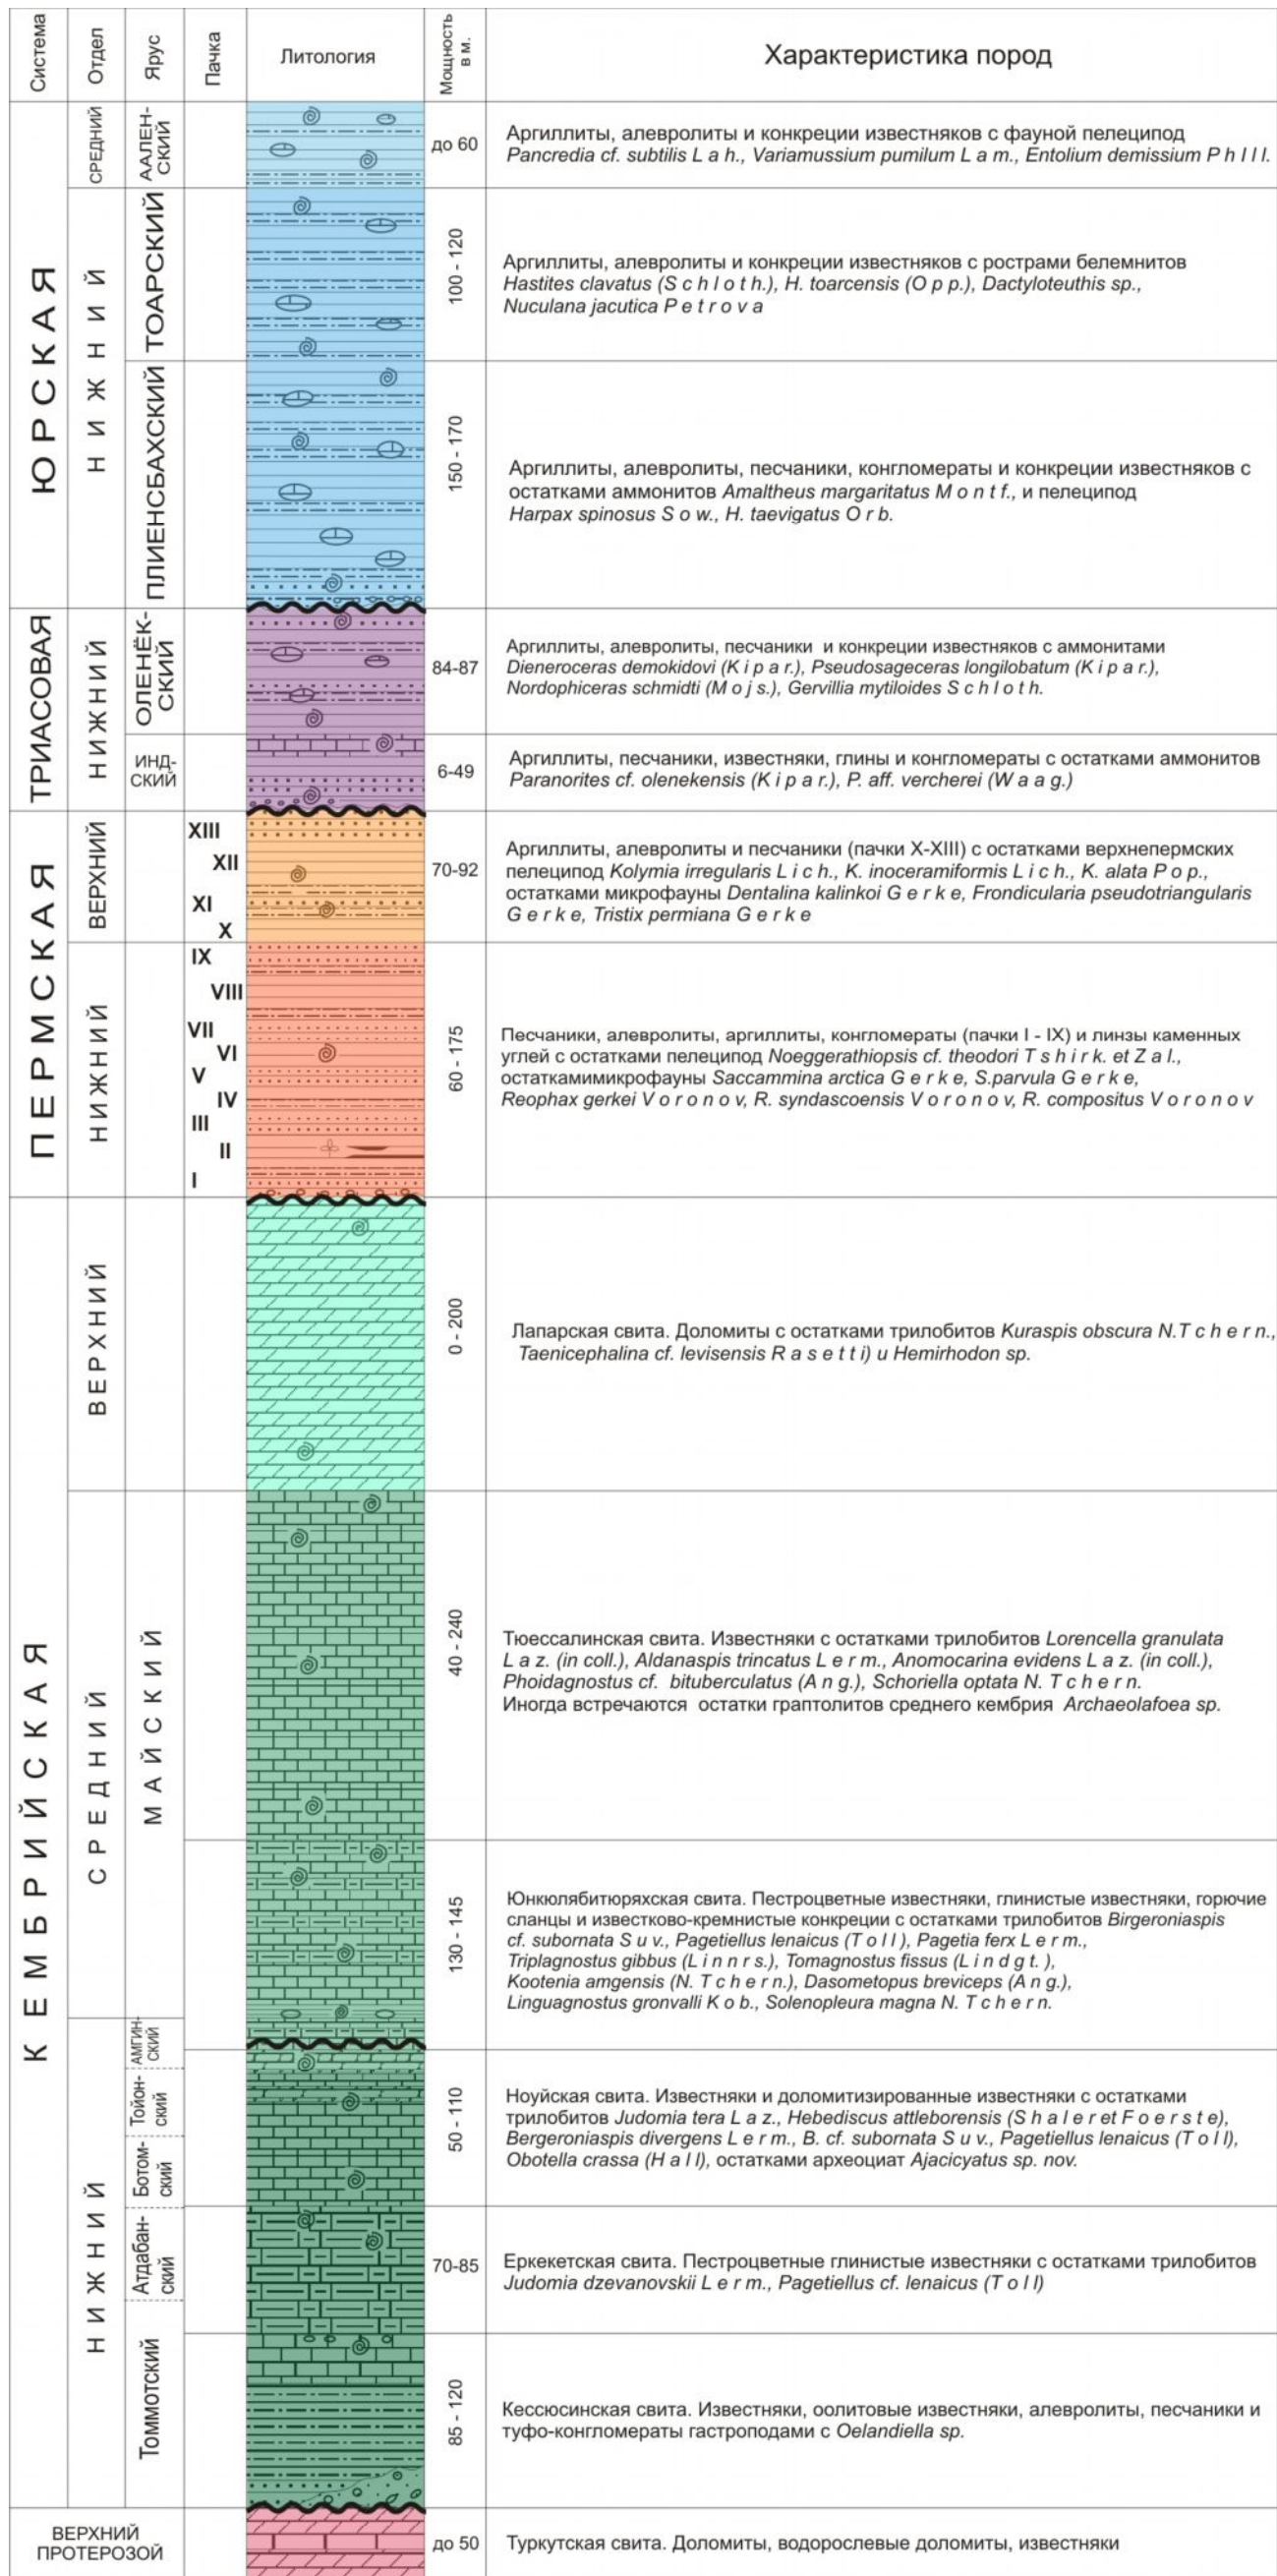 Система
Отдел
Ярус
Пачка
Литология
Мощность
в м.
Характеристика пород
ЮРСКАЯ
СРЕДНИЙ
ААЛЕН-
СКИЙ
до 60
Аргиллиты, алевролиты и конкреции известняков с фауной пелеципод
Pancredia cf. subtilis L a h., Variamussium pumilum L a m., Entolium demissium P h I l l.
НИЖНИЙ
ТОАРСКИЙ
100 - 120
Аргиллиты, алевролиты и конкреции известняков с рострами белемнитов
Hastites clavatus (S c h l o t h.), H. toarcensis (O p p.), Dactyloteuthis sp.,
Nuculana jacutica P e t r o v a
ПЛИЕНСБАХСКИЙ
150 - 170
Аргиллиты, алевролиты, песчаники, конгломераты и конкреции известняков с
остатками аммонитов Amaltheus margaritatus M o n t f., и пелеципод
Harpax spinosus S o w., H. taevigatus O r b.
ТРИАСОВАЯ
НИЖНИЙ
ОЛЕНЁК-
СКИЙ
84-87
Аргиллиты, алевролиты, песчаники и конкреции известняков с аммонитами
Dieneroceras demokidovi (K i p a r.), Pseudosageceras longilobatum (K i p a r.),
Nordophiceras schmidti (M o j s.), Gervillia mytiloides S c h l o t h.
ИНД-
СКИЙ
6-49
Аргиллиты, песчаники, известняки, глины и конгломераты с остатками аммонитов
Paranorites cf. olenekensis (K i p a r.), P. aff. vercherei (W a a g.)
ПЕРМСКАЯ
ВЕРХНИЙ
XIII
XII
XI
X
70-92
Аргиллиты, алевролиты и песчаники (пачки X-XIII) с остатками верхнепермских
пелеципод Kolymia irregularis L i c h., K. inoceramiformis L i c h., K. alata P o p.,
остатками микрофауны Dentalina kalinkoi G e r k e, Frondicularia pseudotriangularis
G e r k e, Tristix permiana G e r k e
НИЖНИЙ
IX
VIII
VII
VI
V
IV
III
II
I
60 - 175
Песчаники, алевролиты, аргиллиты, конгломераты (пачки I - IX) и линзы каменных
углей с остатками пелеципод Noeggerathiopsis cf. theodori T s h i r k. et Z a l.,
остаткамимикрофауны Saccammina arctica G e r k e, S.parvula G e r k e,
Reophax gerkei V o r o n o v, R. syndascoensis V o r o n o v, R. compositus V o r o n o v
КЕМБРИЙСКАЯ
ВЕРХНИЙ
0 - 200
Лапарская свита. Доломиты с остатками трилобитов Kuraspis obscura N.T c h e r n.,
Taenicephalina cf. levisensis R a s e t t i) и Hemirhodon sp.
СРЕДНИЙ
МАЙСКИЙ
40 - 240
Тюессалинская свита. Известняки с остатками трилобитов Lorencella granulata
L a z. (in coll.), Aldanaspis trincatus L e r m., Anomocarina evidens L a z. (in coll.),
Phoidagnostus cf. bituberculatus (A n g.), Schoriella optata N. T c h e r n.
Иногда встречаются остатки граптолитов среднего кембрия Archaeolafoea sp.
130 - 145
Юнкюлябитюряхская свита. Пестроцветные известняки, глинистые известняки, горючие
сланцы и известково-кремнистые конкреции с остатками трилобитов Birgeroniaspis
cf. subornata S u v., Pagetiellus lenaicus (T o l l ), Pagetia ferx L e r m.,
Triplagnostus gibbus (L i n n r s.), Tomagnostus fissus (L i n d g t. ),
Kootenia amgensis (N. T c h e r n.), Dasometopus breviceps (A n g.),
Linguagnostus gronvalli K o b., Solenopleura magna N. T c h e r n.
НИЖНИЙ
АМГИН-
СКИЙ
Тойон-
ский
Ботом-
ский
50 - 110
Ноуйская свита. Известняки и доломитизированные известняки с остатками
трилобитов Judomia tera L a z., Hebediscus attleborensis (S h a l e r et F o e r s t e),
Bergeroniaspis divergens L e r m., B. cf. subornata S u v., Pagetiellus lenaicus (T o l l),
Obotella crassa (H a l l), остатками археоциат Ajacicyatus sp. nov.
Атдабан-
ский
70-85
Еркекетская свита. Пестроцветные глинистые известняки с остатками трилобитов
Judomia dzevanovskii L e r m., Pagetiellus cf. lenaicus (T o l l)
Томмотский
85 - 120
Кессюсинская свита. Известняки, оолитовые известняки, алевролиты, песчаники и
туфо-конгломераты гастроподами с Oelandiella sp.
ВЕРХНИЙ
ПРОТЕРОЗОЙ
до 50
Туркутская свита. Доломиты, водорослевые доломиты, известняки